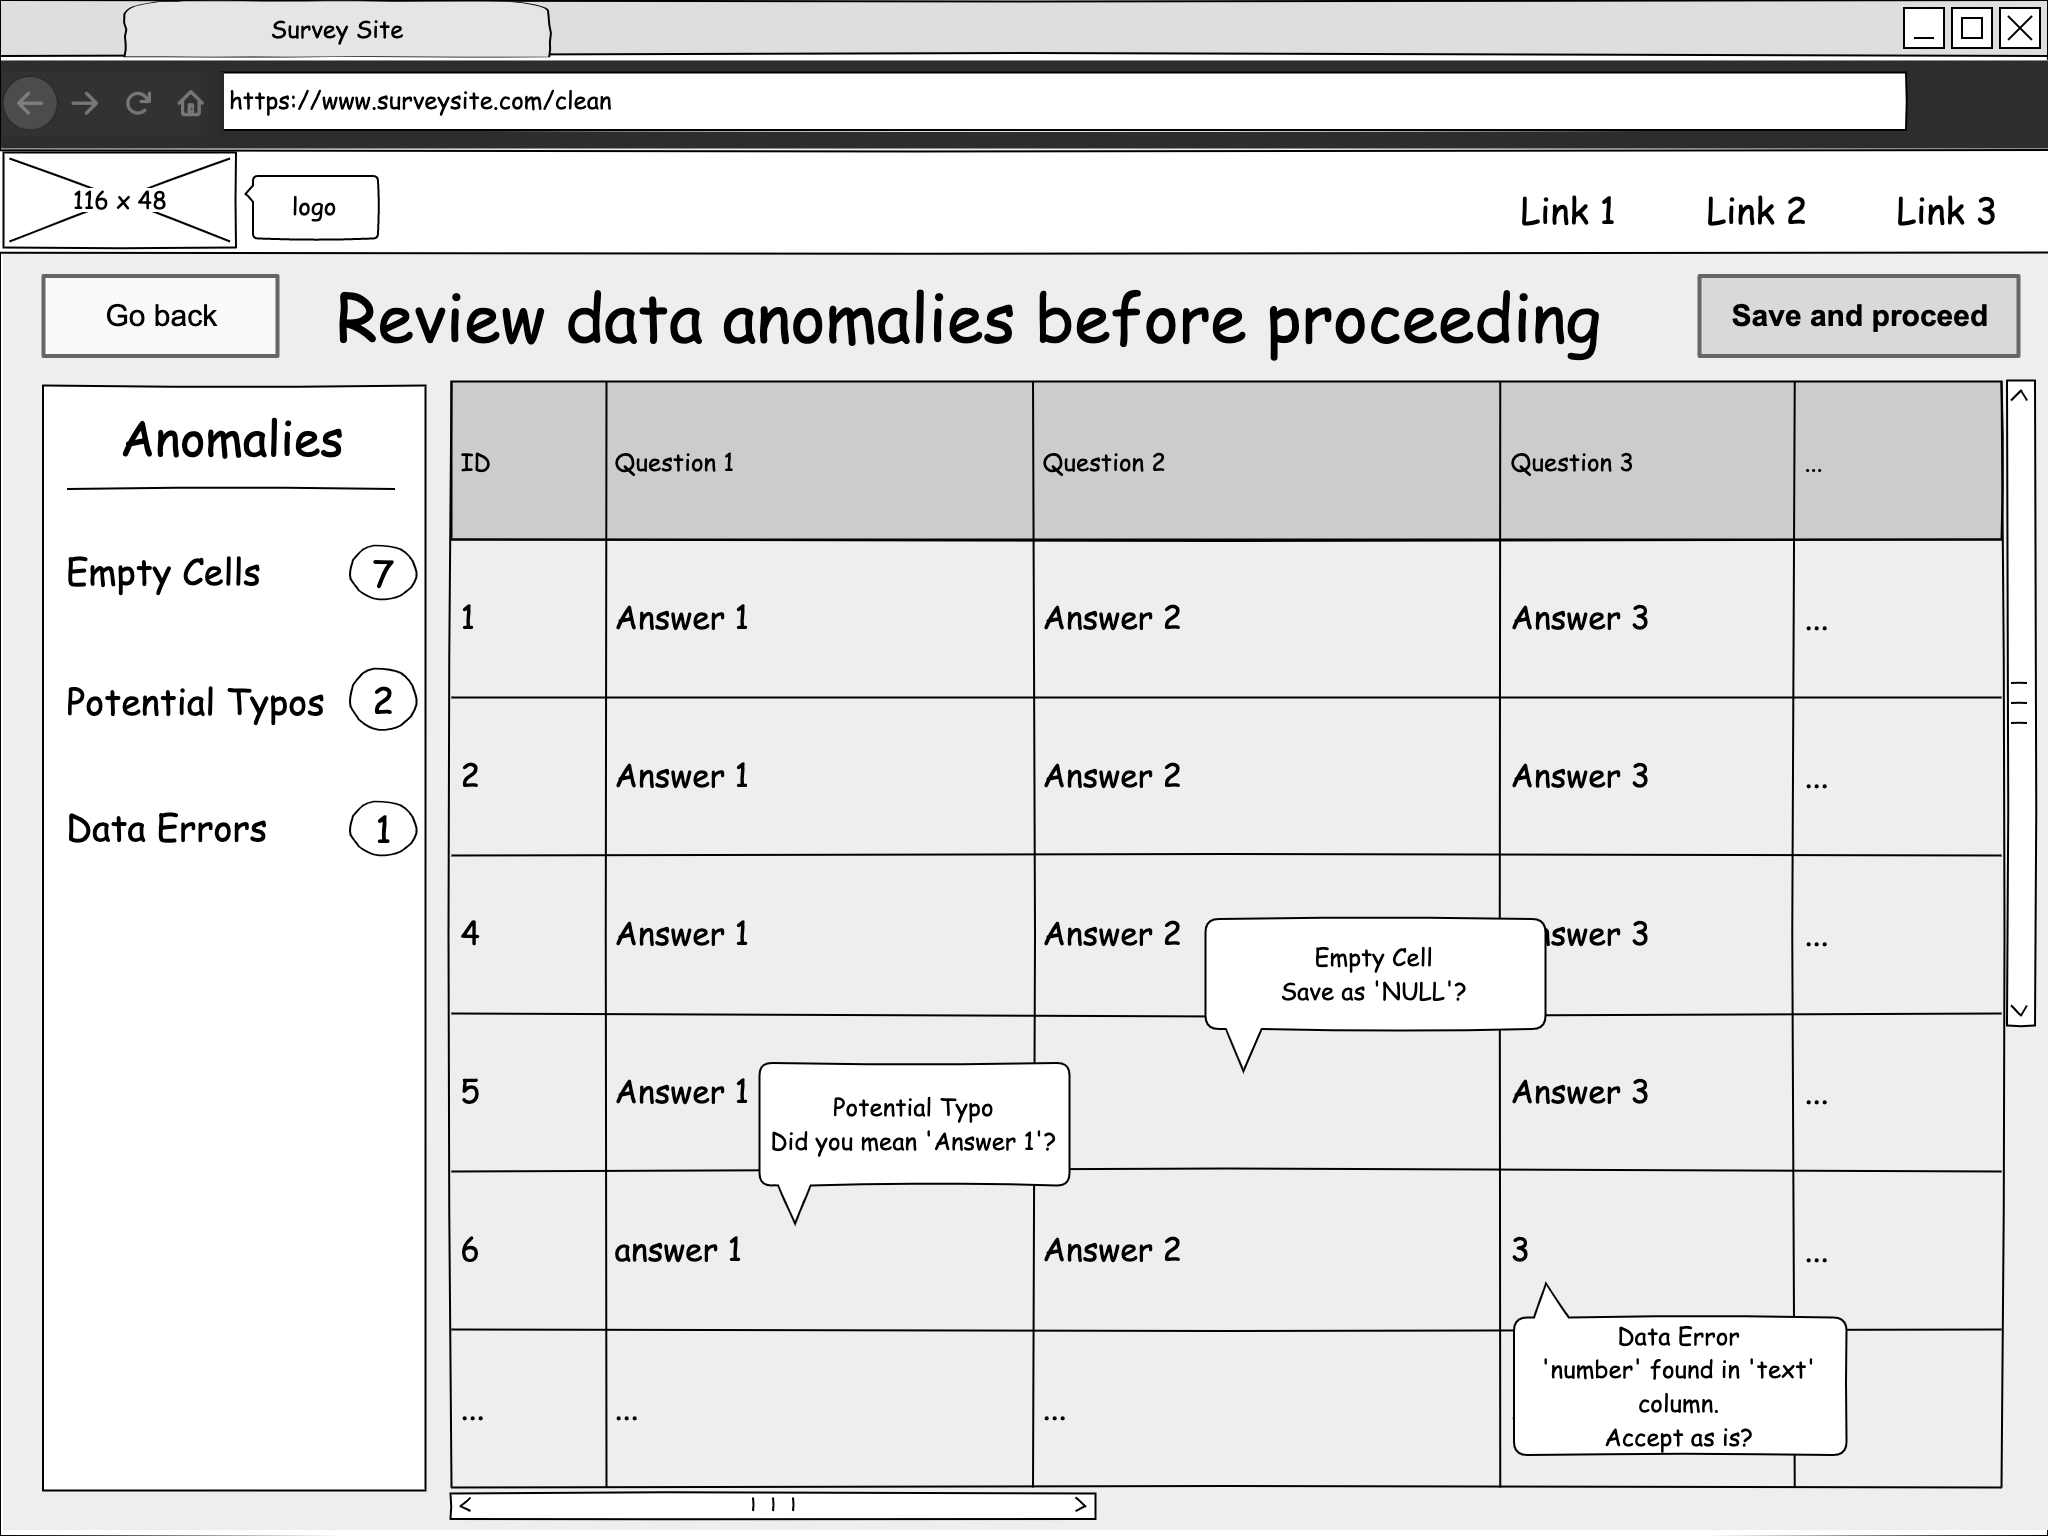 Survey Site
https://www.surveysite.com/clean
116 x 48
logo
Link 1 Link 2 Link 3
Go back
Review data anomalies before proceeding
Save and proceed
Anomalies
Empty Cells 7
Potential Typos 2
Data Errors 1
ID Question 1 Question 2 Question 3 ...
1 Answer 1 Answer 2 Answer 3 ...
2 Answer 1 Answer 2 Answer 3 ...
4 Answer 1 Answer 2 nswer 3 ...
Empty Cell
Save as 'NULL'?
5 Answer 1 Answer 3 ...
Potential Typo
Did you mean 'Answer 1'?
6 answer 1 Answer 2 3 ...
Data Error
'number' found in 'text'
column.
Accept as is?
... ... ...